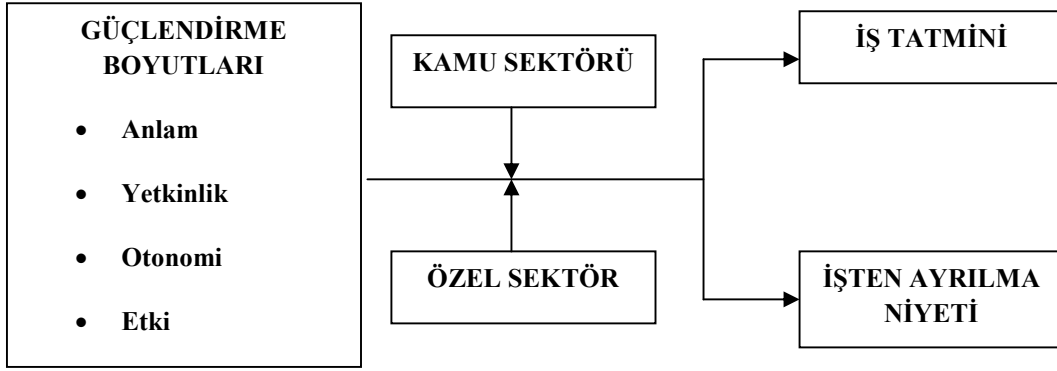 GÜÇLENDİRME
BOYUTLARI
• Anlam
• Yetkinlik
• Otonomi
• Etki
KAMU SEKTÖRÜ
ÖZEL SEKTÖR
İŞ TATMİNİ
İŞTEN AYRILMA
NİYETİ